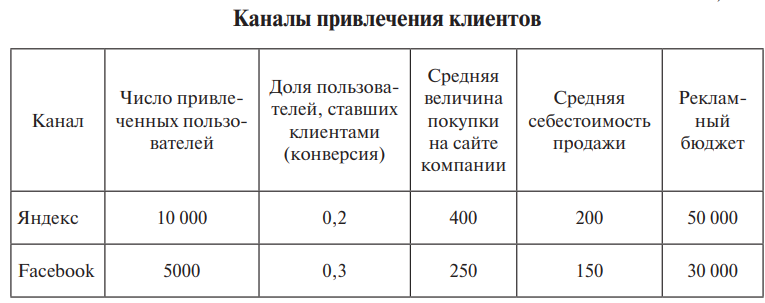 Каналы привлечения клиентов
Канал
Число привле-
ченных пользо-
вателей
Доля пользова-
телей, ставших
клиентами
(конверсия)
Средняя
величина
покупки
на сайте
компании
Средняя
себестоимость
продажи
Реклам-
ный
бюджет
Яндекс 10 000 0,2 400 200 50 000
Facebook 5000 0,3 250 150 30 000